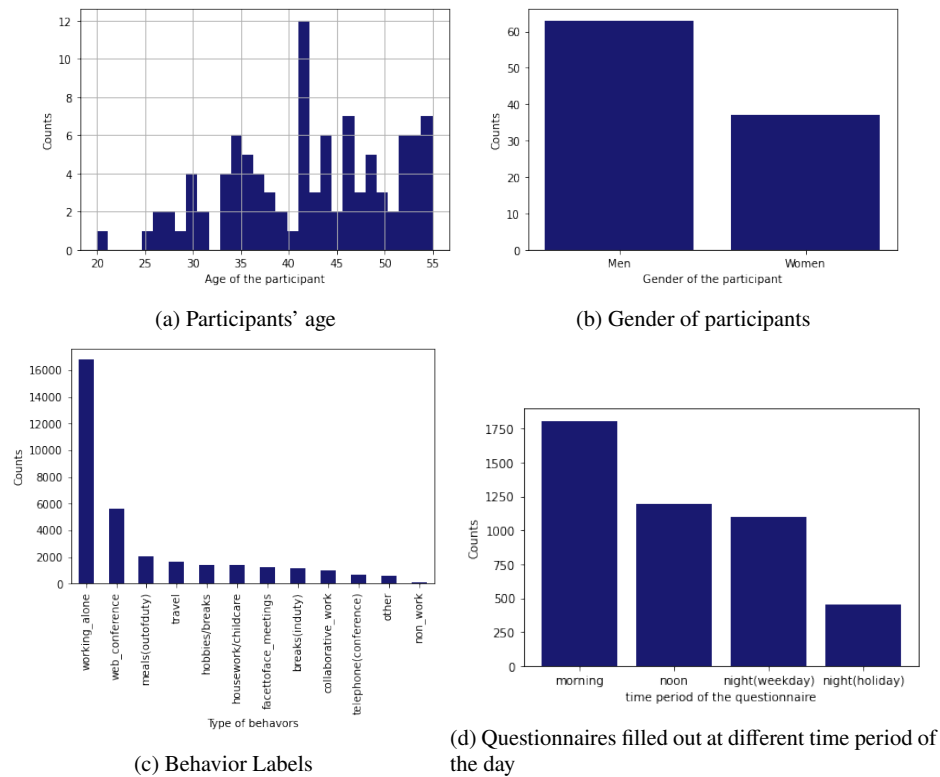 12
10
8
6
4
2
0
Counts
20 25 30 35 40 45 50 55
Age of the participant
(a) Participants' age
60
50
40
30
20
10
0
Counts
Men Women
Gender of the participant
(b) Gender of participants
16000
14000
12000
10000
8000
6000
4000
2000
0
Counts
working_alone
web_conference
meals(outofduty)
travel
hobbies/breaks
housework/childcare
facettoface_meetings
breaks(induty)
collaborative_work
telephone(conference)
other
non_work
Type of behavors
(c) Behavior Labels
1750
1500
1250
1000
750
500
250
0
Counts
morning noon night(weekday) night(holiday)
time period of the questionnaire
(d) Questionnaires filled out at different time period of
the day